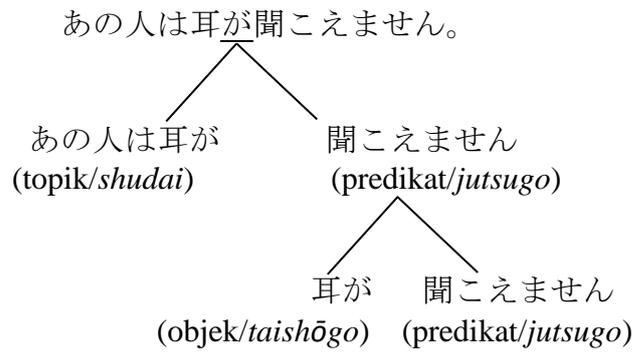 あの人は耳が聞こえません。
あの人は耳が 聞こえません
(topik/shudai) (predikat/jutsugo)
耳が 聞こえません
(objek/taishōgo) (predikat/jutsugo)